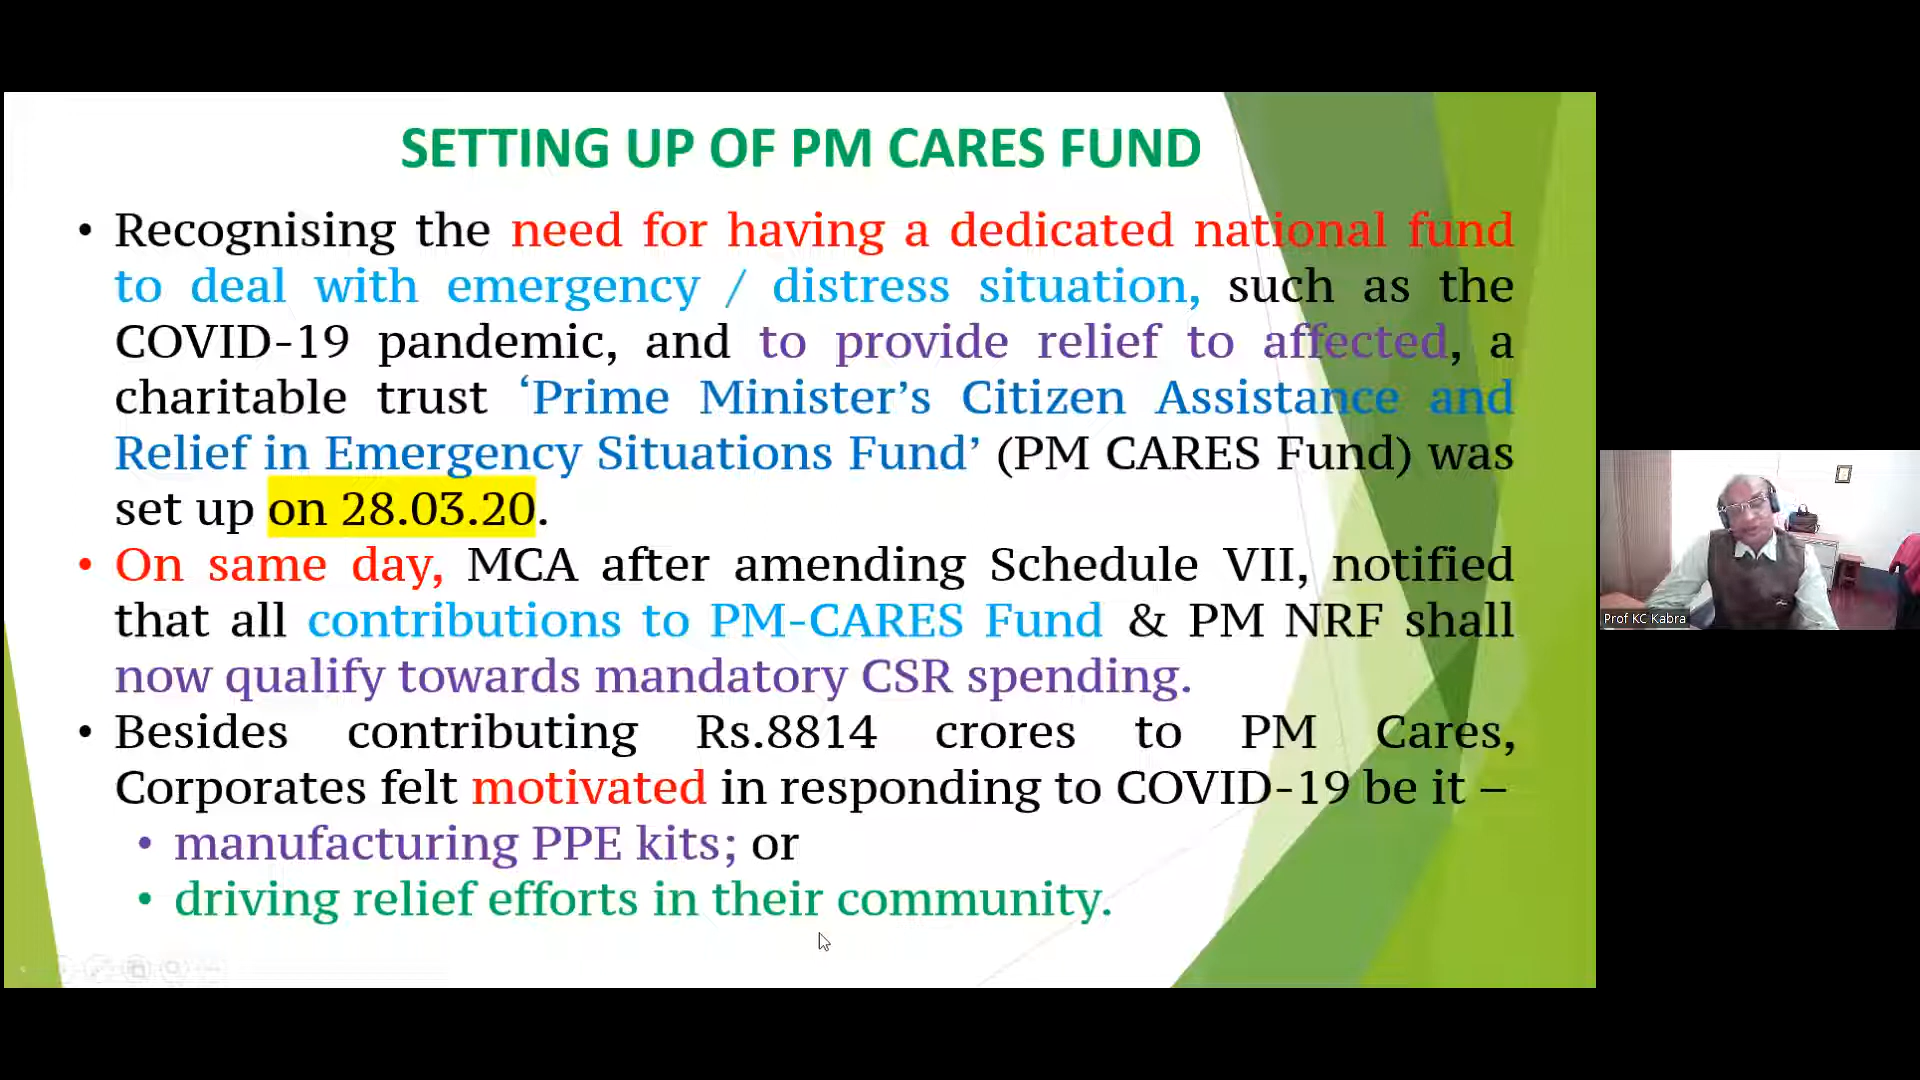 SETTING UP OF PM CARES FUND
• Recognising the need for having a dedicated national fund
to deal with emergency / distress situation, such as the
COVID-19 pandemic, and to provide relief to affected, a
charitable trust ‘Prime Minister’s Citizen Assistance and
Relief in Emergency Situations Fund’ (PM CARES Fund) was
set up on 28.03.20.
• On same day, MCA after amending Schedule VII, notified
that all contributions to PM-CARES Fund & PM NRF shall
now qualify towards mandatory CSR spending.
• Besides contributing Rs.8814 crores to PM Cares,
Corporates felt motivated in responding to COVID-19 be it –
• manufacturing PPE kits; or
• driving relief efforts in their community.
Prof KC Kabra